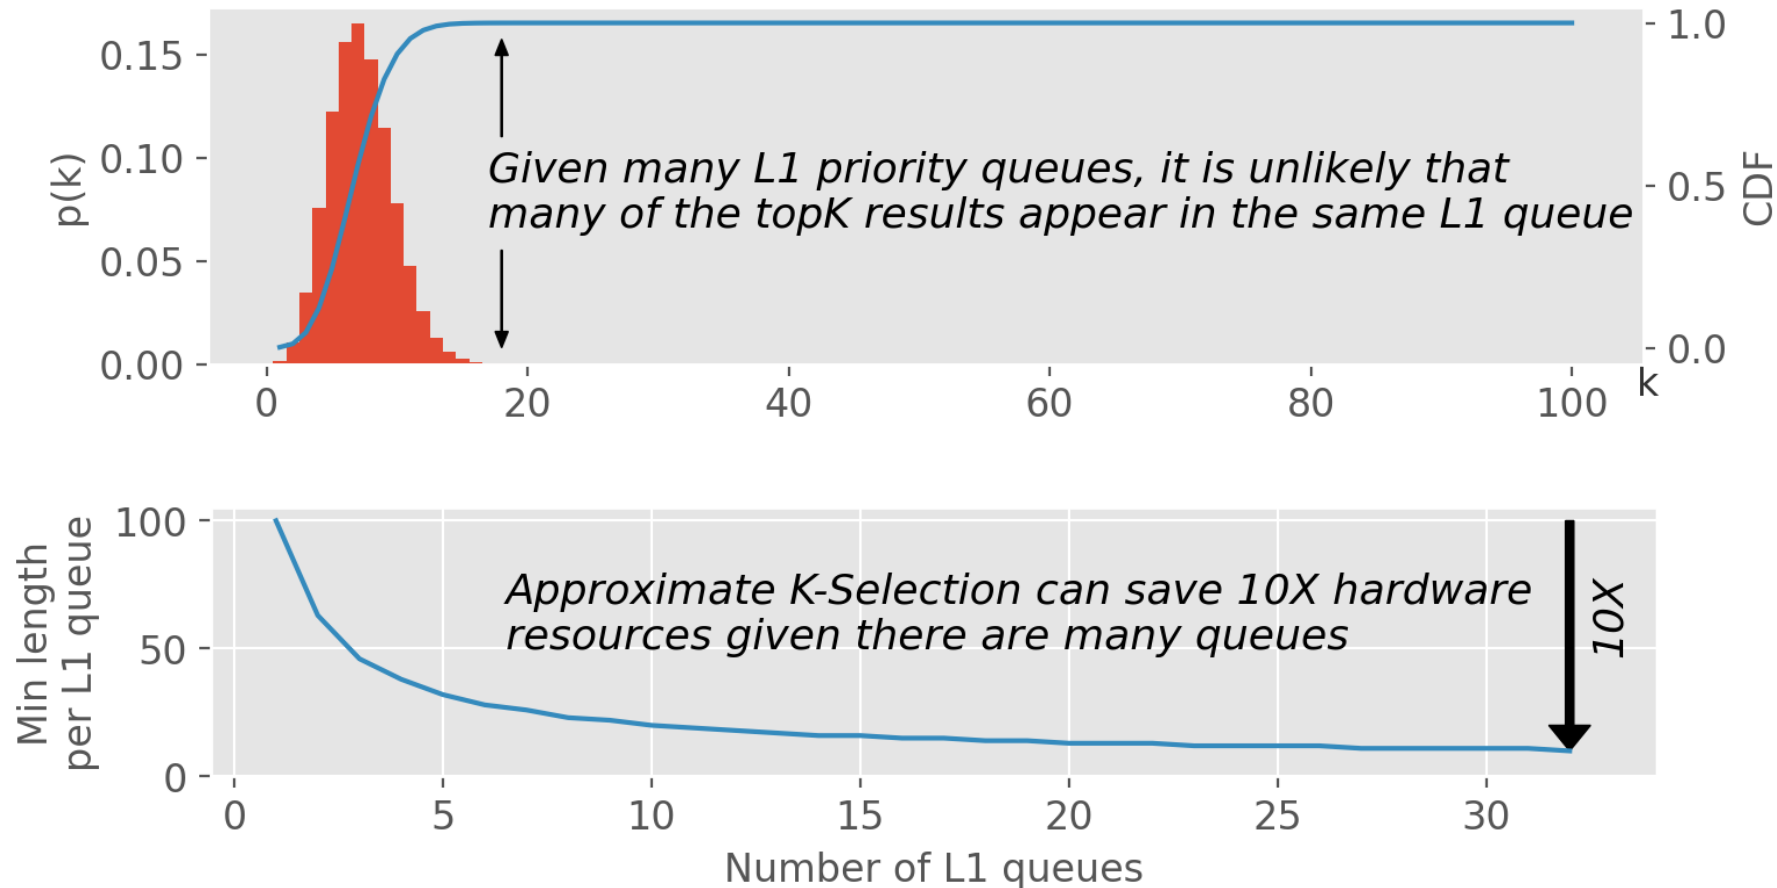 0.15
0.10
0.05
0.00
p(k)
1.0
0.5
0.0
CDF
Given many L1 priority queues, it is unlikely that
many of the topK results appear in the same L1 queue
0 20 40 60 80 100 k
100
50
0
Min length
per L1 queue
Approximate K-Selection can save 10X hardware
resources given there are many queues
10X
0 5 10 15 20 25 30
Number of L1 queues